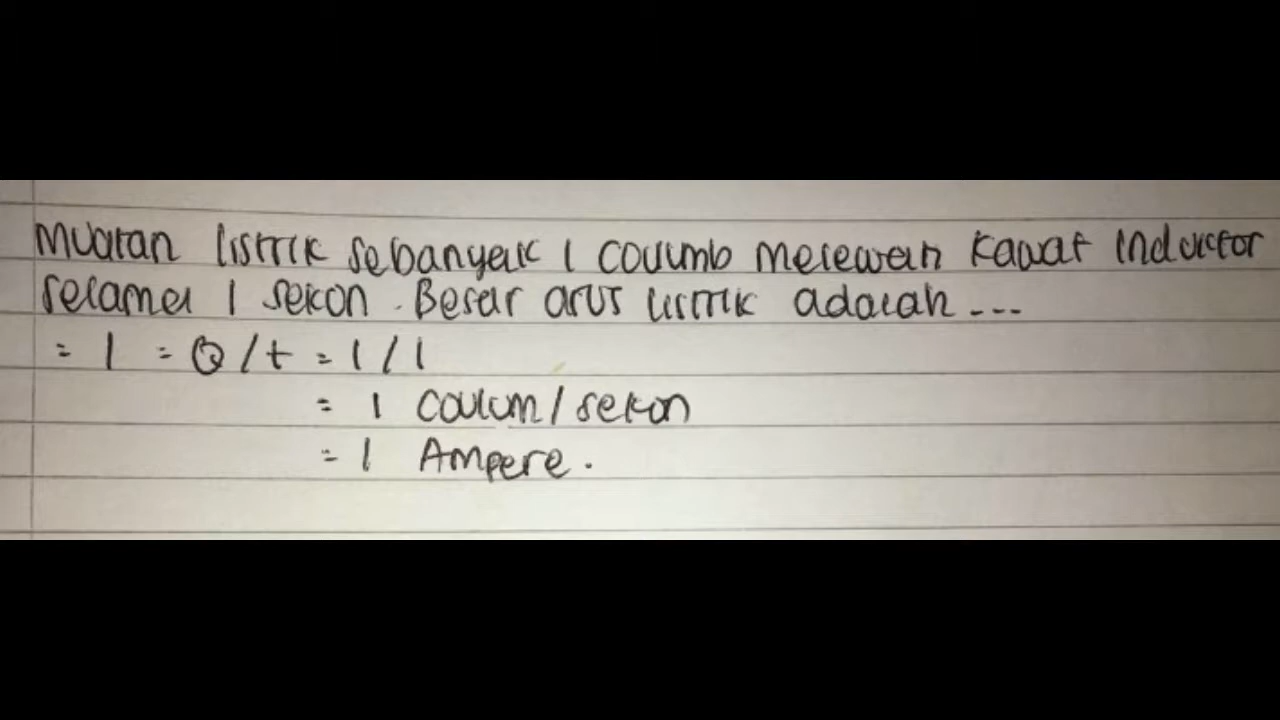 Muatan listrik sebanyak 1 coulumb melewati kawat inductor
selama 1 sekon. Besar arus listrik adalah ...
= I = Q/t = 1/1
= 1 Coulum/sekon
= 1 Ampere.